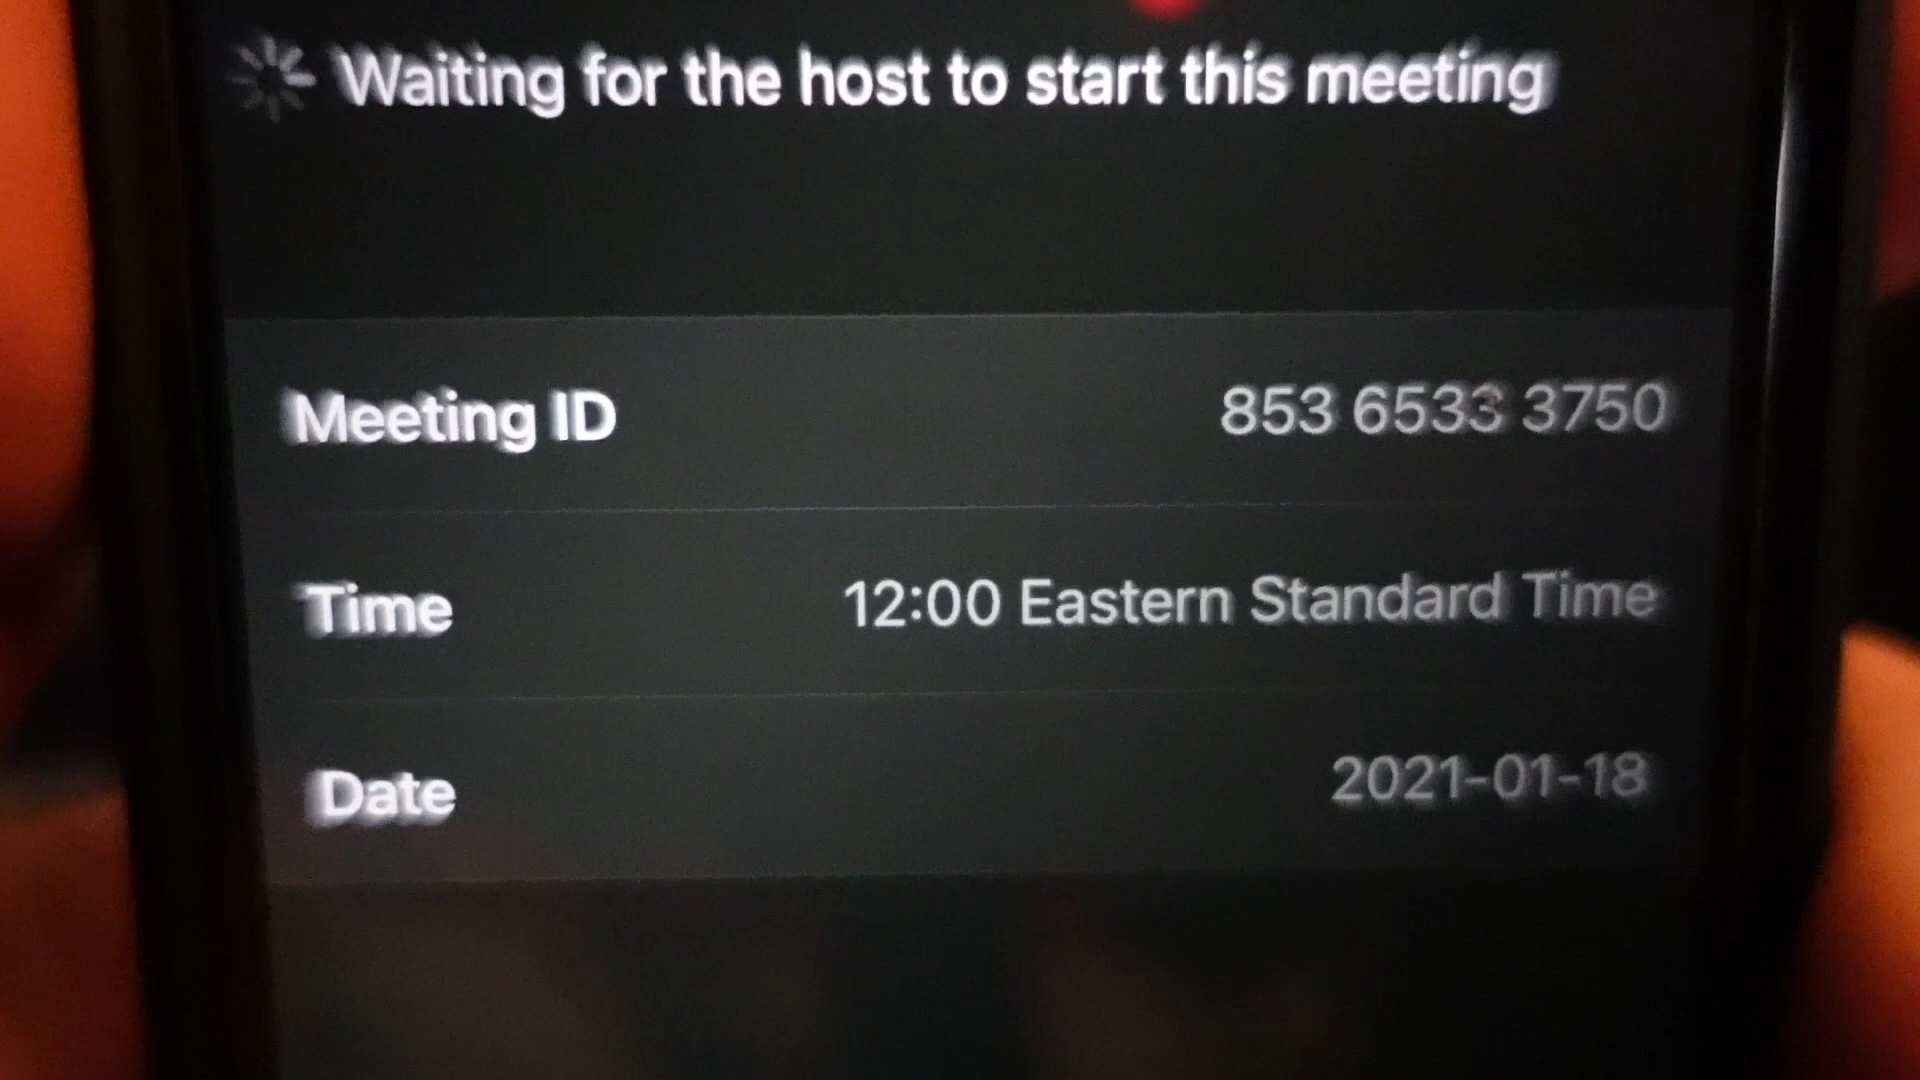 Waiting for the host to start this meeting
Meeting ID 853 6533 3750
Time 12:00 Eastern Standard Time
Date 2021-01-18